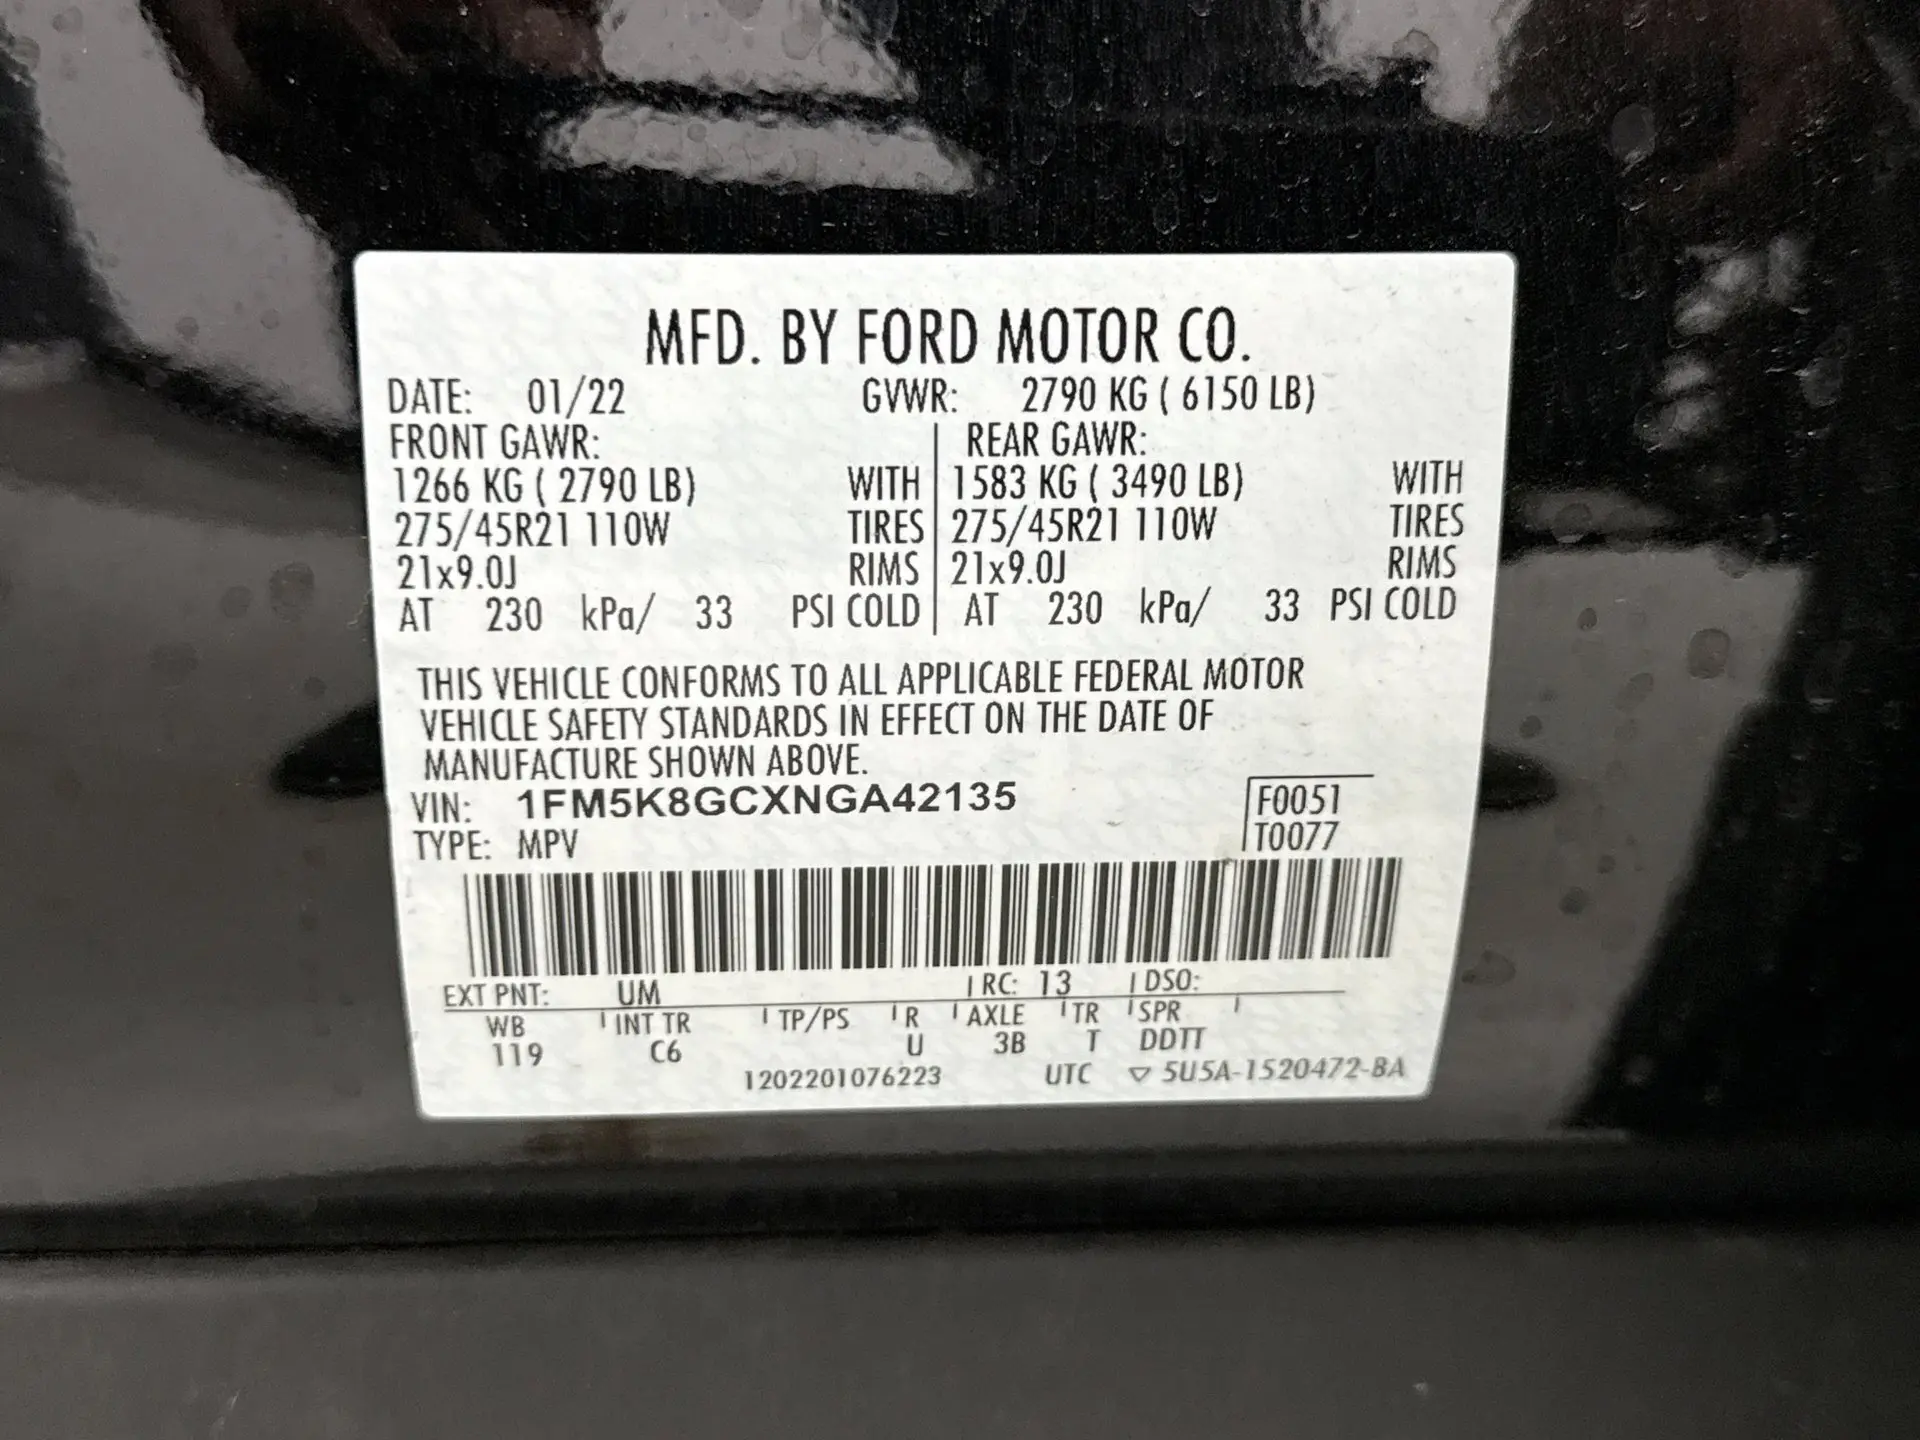 MFD. BY FORD MOTOR CO.
DATE: 01/22 GVWR: 2790 KG ( 6150 LB)
FRONT GAWR: REAR GAWR:
1266 KG ( 2790 LB) WITH 1583 KG ( 3490 LB) WITH
275/45R21 110W TIRES 275/45R21 110W TIRES
21x9.0J RIMS 21x9.0J RIMS
AT 230 kPa/ 33 PSI COLD AT 230 kPa/ 33 PSI COLD
THIS VEHICLE CONFORMS TO ALL APPLICABLE FEDERAL MOTOR
VEHICLE SAFETY STANDARDS IN EFFECT ON THE DATE OF
MANUFACTURE SHOWN ABOVE.
VIN: 1FM5K8GCXNGA42135 F0051
TYPE: MPV T0077
EXT PNT: UM RC: 13 DSO:
WB INT TR TP/PS R AXLE TR SPR
119 C6 U 3B T DDTT
1202201076223 UTC ▽ 5U5A-1520472-BA